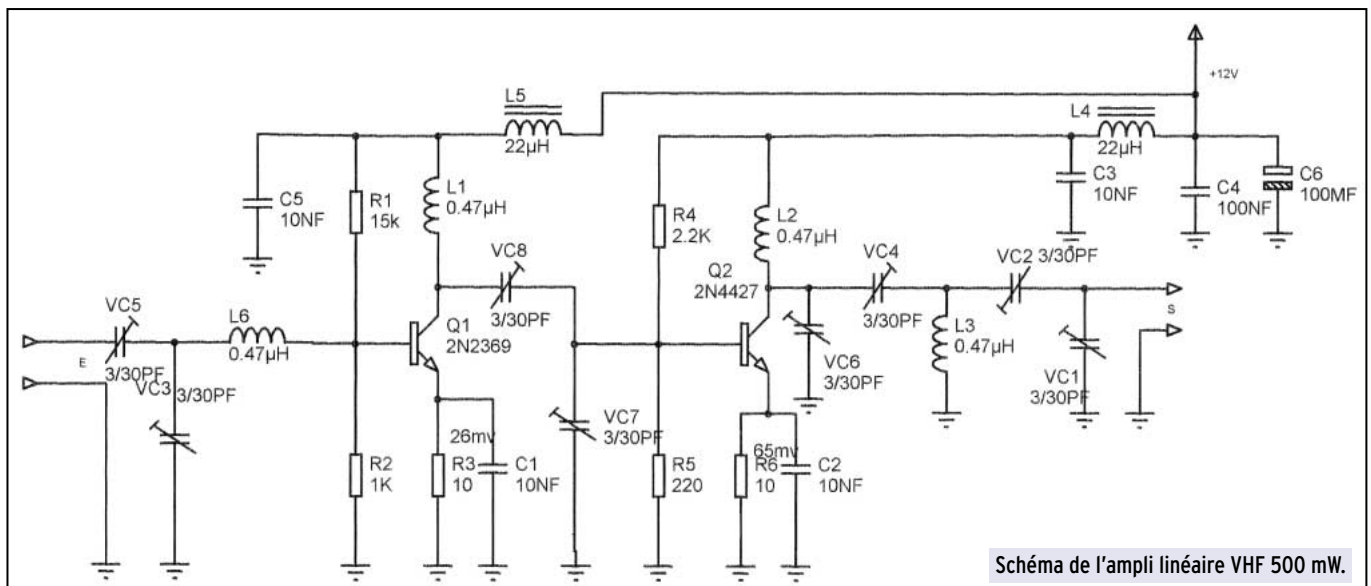 +12V
L5
22µH
L4
22µH
C5
10NF
R1
15k
L1
0.47µH
R4
2.2K
L2
0.47µH
C3
10NF
C4
100NF
C6
100MF
VC5
3/30PF
E
VC3
3/30PF
L6
0.47µH
VC8
3/30PF
Q1
2N2369
Q2
2N4427
VC4
3/30PF
VC2
3/30PF
S
VC6
3/30PF
L3
0.47µH
VC1
3/30PF
VC7
3/30PF
26mv
R2
1K
R3
10
C1
10NF
R5
220
65mv
R6
10
C2
10NF
Schéma de l'ampli linéaire VHF 500 mW.